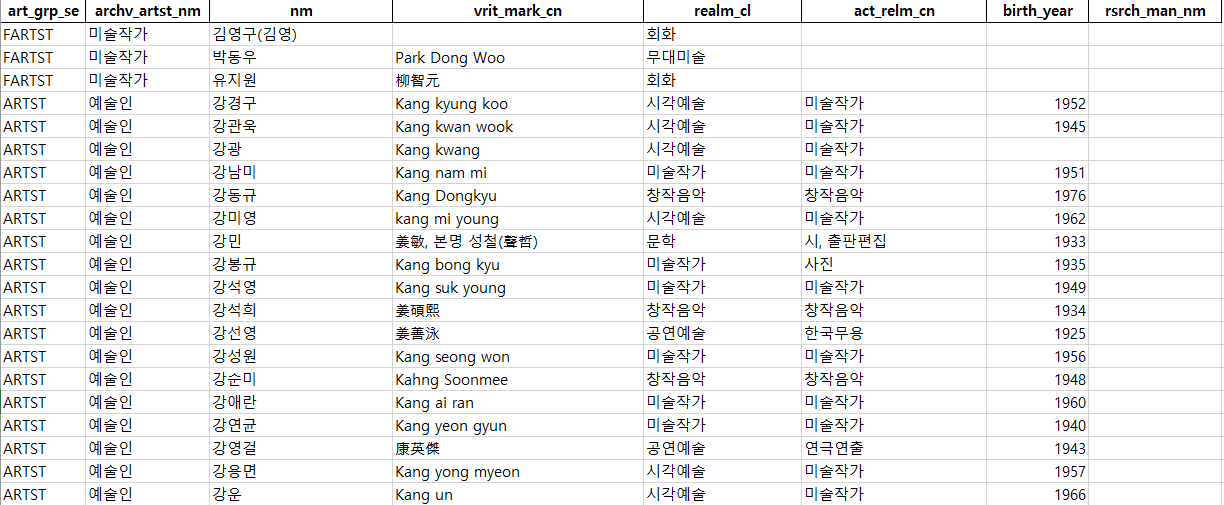 art_grp_se archv_artst_nm nm vrit_mark_cn realm_cl act_relm_cn birth_year rsrch_man_nm
FARTST 미술작가 김영구(김영) 회화
FARTST 미술작가 박동우 Park Dong Woo 무대미술
FARTST 미술작가 유지원 柳智元 회화
ARTST 예술인 강경구 Kang kyung koo 시각예술 미술작가 1952
ARTST 예술인 강관욱 Kang kwan wook 시각예술 미술작가 1945
ARTST 예술인 강광 Kang kwang 시각예술 미술작가
ARTST 예술인 강남미 Kang nam mi 미술작가 미술작가 1951
ARTST 예술인 강동규 Kang Dongkyu 창작음악 창작음악 1976
ARTST 예술인 강미영 kang mi young 시각예술 미술작가 1962
ARTST 예술인 강민 姜敏, 본명 성철(聲哲) 문학 시, 출판편집 1933
ARTST 예술인 강봉규 Kang bong kyu 미술작가 사진 1935
ARTST 예술인 강석영 Kang suk young 미술작가 미술작가 1949
ARTST 예술인 강석희 姜碩熙 창작음악 창작음악 1934
ARTST 예술인 강선영 姜善泳 공연예술 한국무용 1925
ARTST 예술인 강성원 Kang seong won 미술작가 미술작가 1956
ARTST 예술인 강순미 Kahng Soonmee 창작음악 창작음악 1948
ARTST 예술인 강애란 Kang ai ran 미술작가 미술작가 1960
ARTST 예술인 강연균 Kang yeon gyun 미술작가 미술작가 1940
ARTST 예술인 강영걸 康英傑 공연예술 연극연출 1943
ARTST 예술인 강용면 Kang yong myeon 시각예술 미술작가 1957
ARTST 예술인 강운 Kang un 시각예술 미술작가 1966